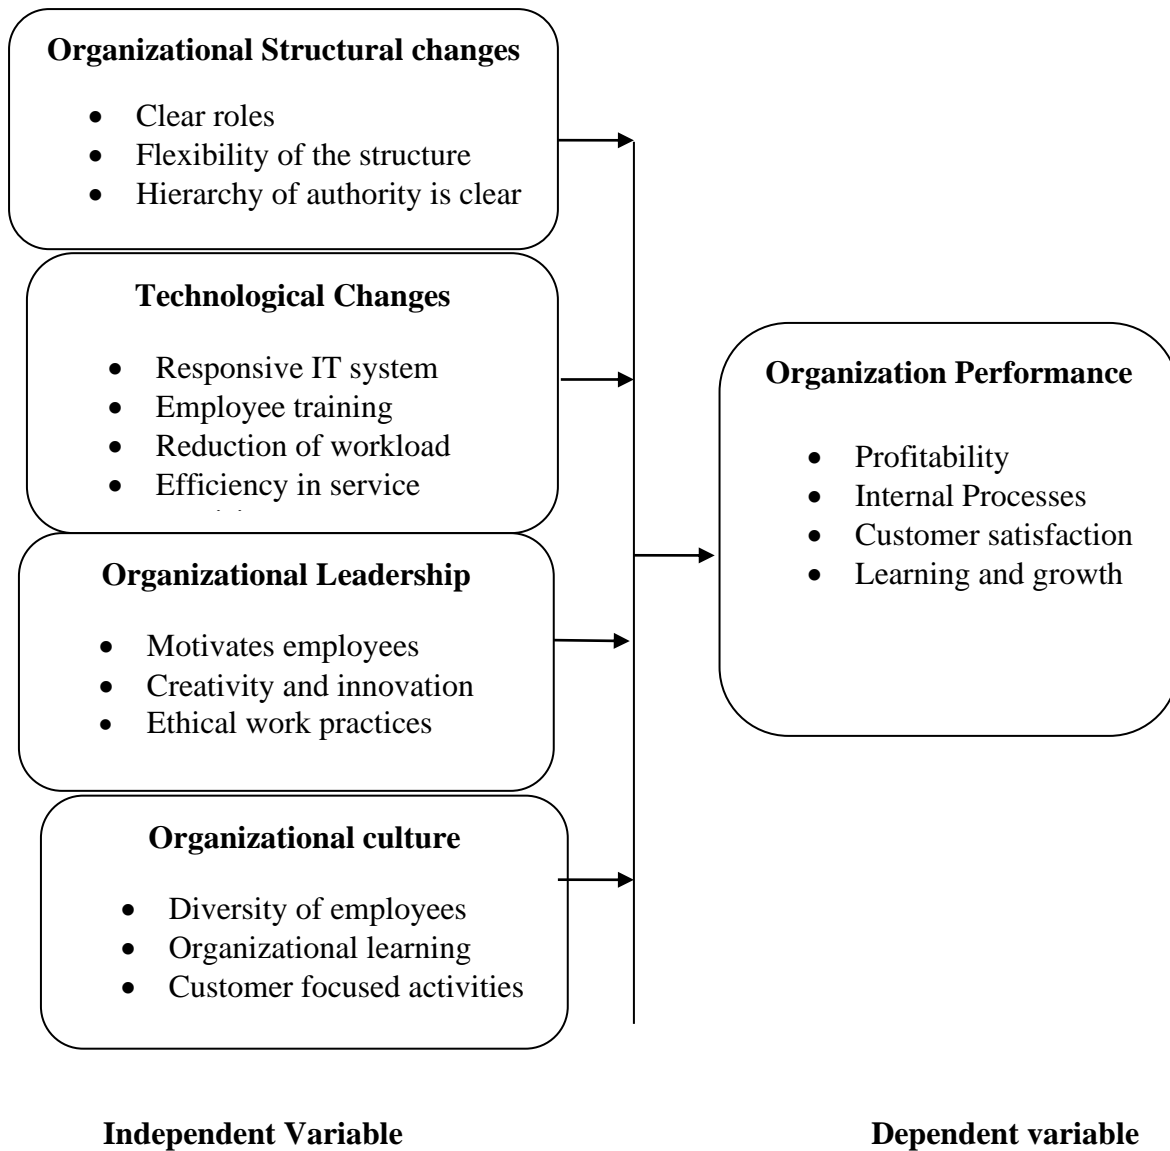 Organizational Structural changes
• Clear roles
• Flexibility of the structure
• Hierarchy of authority is clear
Technological Changes
• Responsive IT system
• Employee training
• Reduction of workload
• Efficiency in service
Organizational Leadership
• Motivates employees
• Creativity and innovation
• Ethical work practices
Organizational culture
• Diversity of employees
• Organizational learning
• Customer focused activities
Organization Performance
• Profitability
• Internal Processes
• Customer satisfaction
• Learning and growth
Independent Variable
Dependent variable